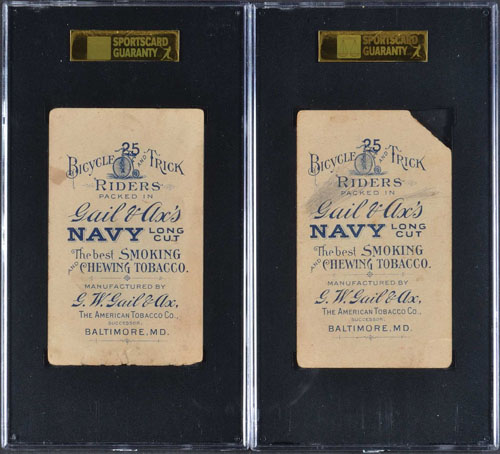 SPORTSCARD
GUARANTY
25
BICYCLE AND TRICK
RIDERS
PACKED IN
Gail & Ax's
NAVY LONG CUT
The best SMOKING
AND CHEWING TOBACCO.
MANUFACTURED BY
G. W. Gail & Ax,
THE AMERICAN TOBACCO CO.,
SUCCESSOR,
BALTIMORE, MD.
SPORTSCARD
GUARANTY
25
BICYCLE AND TRICK
RIDERS
PACKED IN
Gail & Ax's
NAVY LONG CUT
The best SMOKING
AND CHEWING TOBACCO.
MANUFACTURED BY
G. W. Gail & Ax,
THE AMERICAN TOBACCO CO.,
SUCCESSOR,
BALTIMORE, MD.